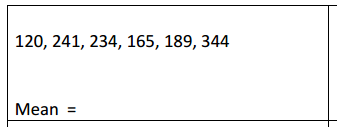 120, 241, 234, 165, 189, 344
Mean =